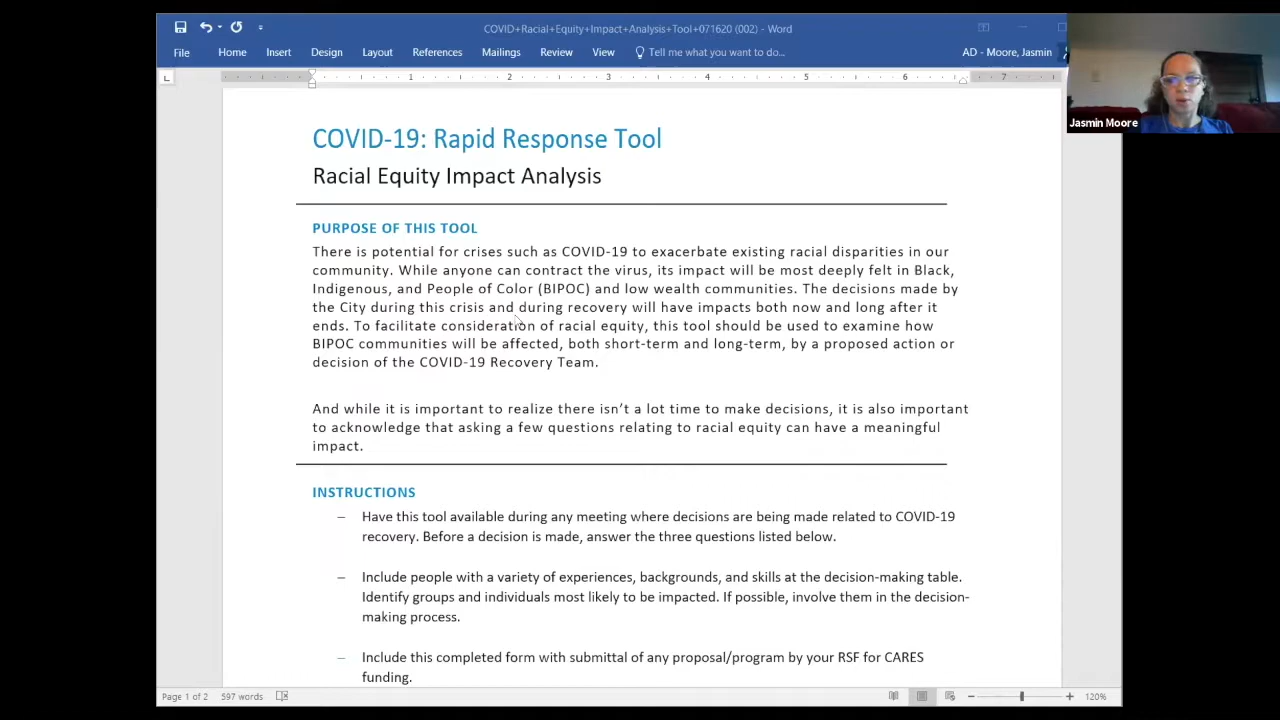 COVID+Racial+Equity+Impact+Analysis+Tool+071620 (002) - Word
File Home Insert Design Layout References Mailings Review View Tell me what you want to do... AD - Moore, Jasmin
1 2 3 4 5 6 7
Jasmin Moore
COVID-19: Rapid Response Tool
Racial Equity Impact Analysis
PURPOSE OF THIS TOOL
There is potential for crises such as COVID-19 to exacerbate existing racial disparities in our
community. While anyone can contract the virus, its impact will be most deeply felt in Black,
Indigenous, and People of Color (BIPOC) and low wealth communities. The decisions made by
the City during this crisis and during recovery will have impacts both now and long after it
ends. To facilitate consideration of racial equity, this tool should be used to examine how
BIPOC communities will be affected, both short-term and long-term, by a proposed action or
decision of the COVID-19 Recovery Team.
And while it is important to realize there isn’t a lot time to make decisions, it is also important
to acknowledge that asking a few questions relating to racial equity can have a meaningful
impact.
INSTRUCTIONS
– Have this tool available during any meeting where decisions are being made related to COVID-19
recovery. Before a decision is made, answer the three questions listed below.
– Include people with a variety of experiences, backgrounds, and skills at the decision-making table.
Identify groups and individuals most likely to be impacted. If possible, involve them in the decision-
making process.
– Include this completed form with submittal of any proposal/program by your RSF for CARES
funding.
Page 1 of 2 597 words 120%